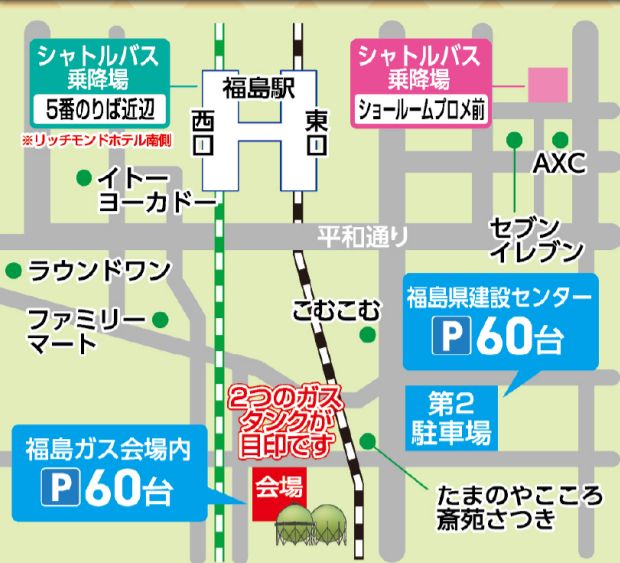 シャトルバス
乗降場
5番のりば近辺
※リッチモンドホテル南側
福島駅
西口
東口
シャトルバス
乗降場
ショールームプロメ前
AXC
セブン
イレブン
イトー
ヨーカドー
平和通り
ラウンドワン
ファミリー
マート
こむこむ
福島県建設センター
P60台
第2
駐車場
2つのガス
タンクが
目印です
福島ガス会場内
P60台
会場
たまのやこころ
斎苑さつき